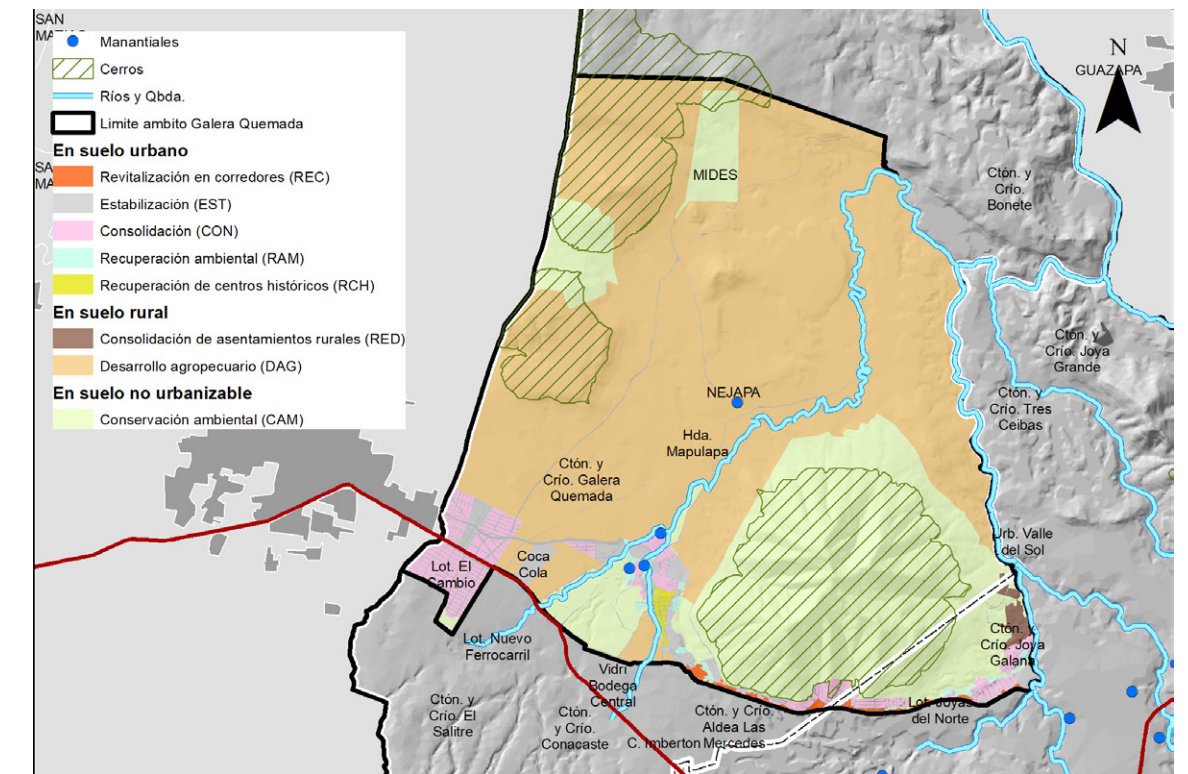 SAN
Manantiales
Cerros
Ríos y Qbda.
Limite ambito Galera Quemada
En suelo urbano
Revitalización en corredores (REC)
Estabilización (EST)
Consolidación (CON)
Recuperación ambiental (RAM)
Recuperación de centros históricos (RCH)
En suelo rural
Consolidación de asentamientos rurales (RED)
Desarrollo agropecuario (DAG)
En suelo no urbanizable
Conservación ambiental (CAM)
N
GUAZAPA
MIDES
Ctón. y
Crío.
Bonete
Ctón. y
Crío. Joya
Grande
Ctón. y
Crío. Tres
Ceibas
NEJAPA
Hda.
Mapulapa
Ctón. y
Crío. Galera
Quemada
Urb. Valle
del Sol
Coca
Cola
Lot. El
Cambio
Lot. Nuevo
Ferrocarril
Ctón. y
Crío. Joya
Galana
Vidri
Bodega
Central
Ctón. y
Crío. El
Salitre
Ctón.
y Crío.
Conacaste
Ctón. y Crío.
Aldea Las
Mercedes
C. Imberton
Lot. Joyas
del Norte